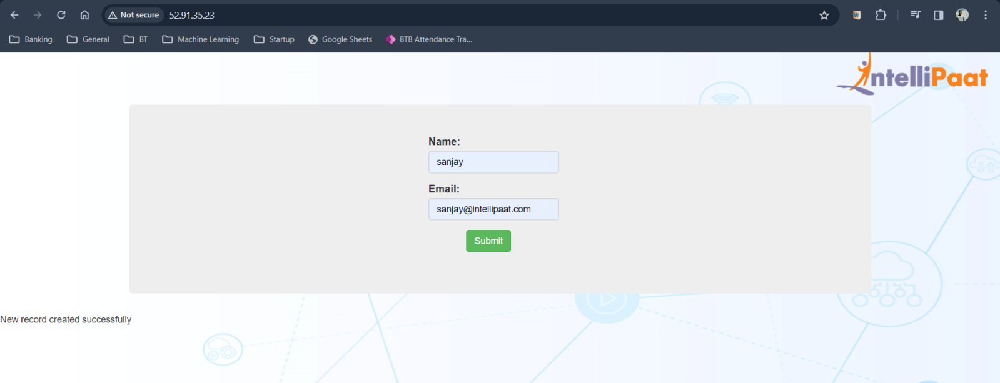 Not secure 52.91.35.23
Banking General BT Machine Learning Startup Google Sheets BTB Attendance Tra...
IntelliPaat
Name:
sanjay
Email:
sanjay@intellipaat.com
Submit
New record created successfully